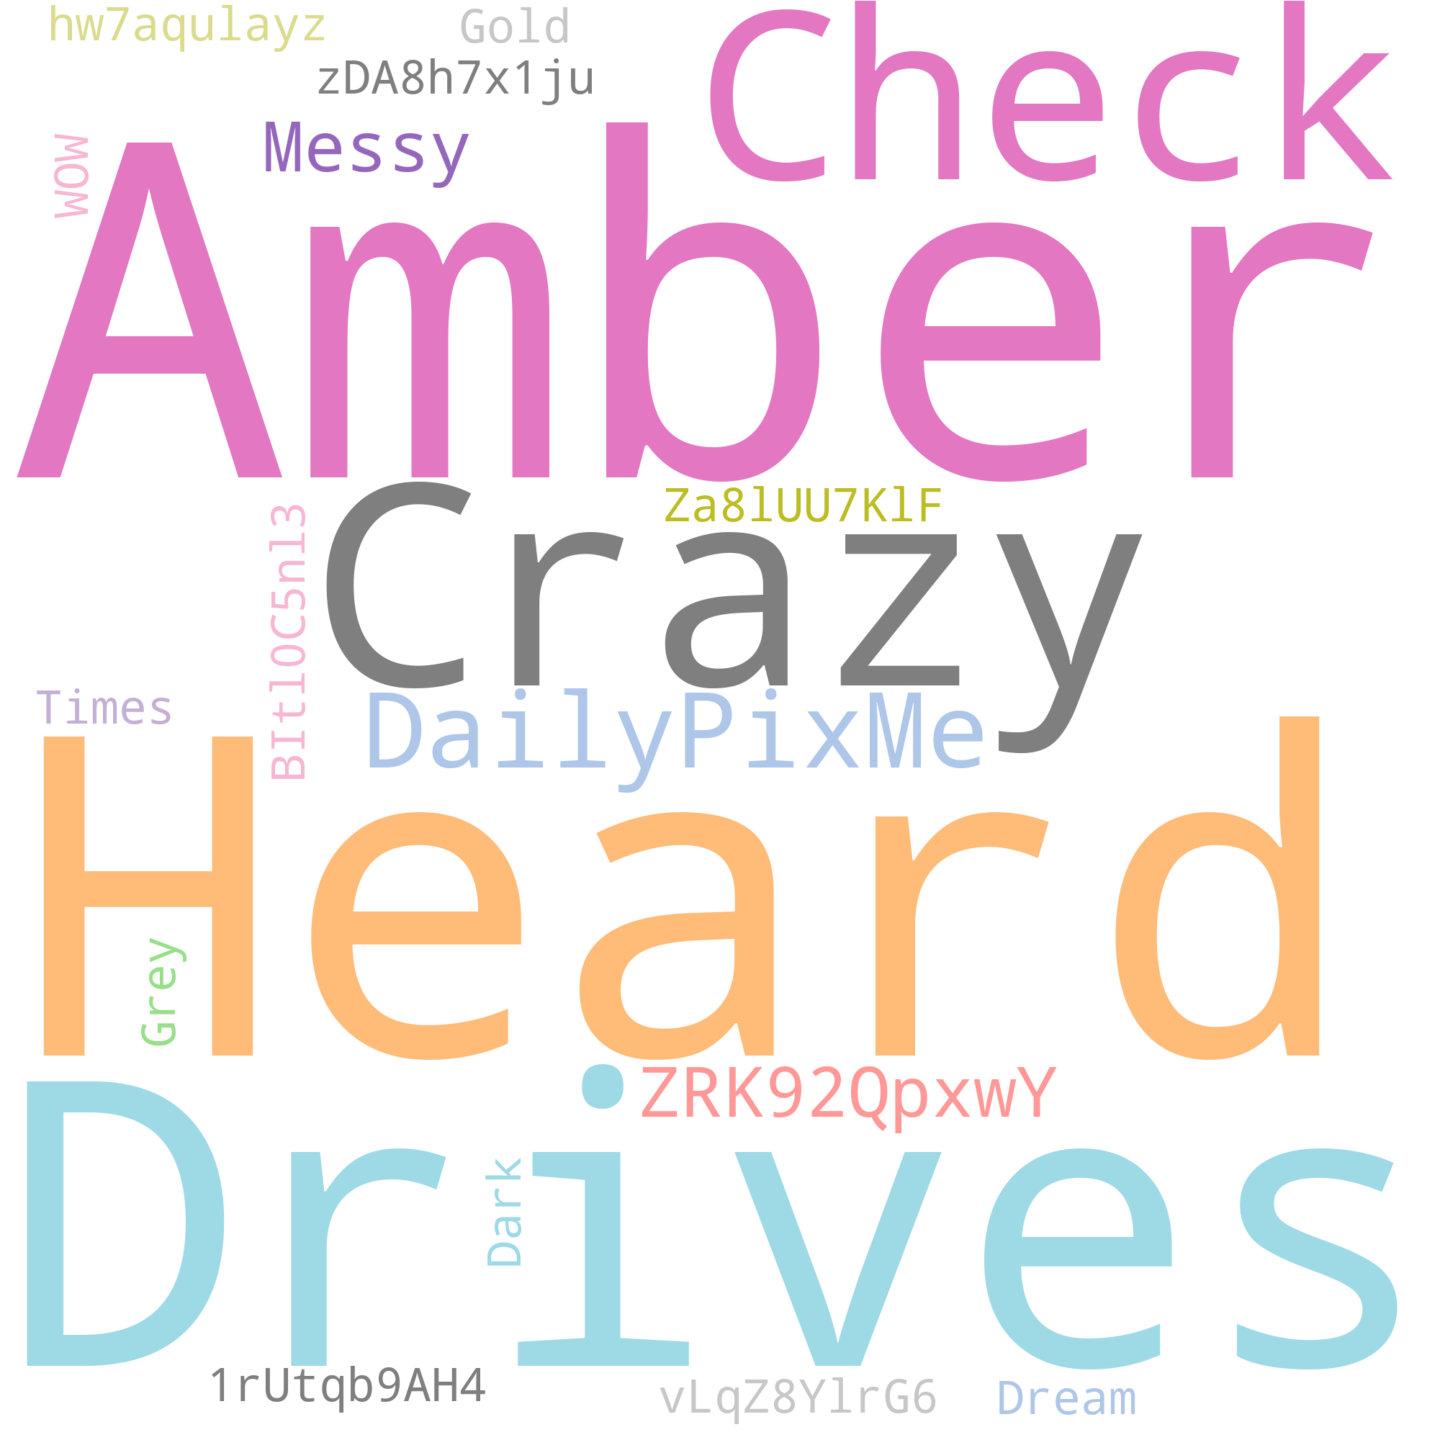 hw7aqulayz
Gold
Check
zDA8h7x1ju
Messy
WOW
Amber
Crazy
Za8lUU7KlF
BItl0C5nl3
Times
DailyPixMe
Heard
Grey
ZRK92QpxwY
Drives
Dark
1rUtqb9AH4
vLqZ8YlrG6
Dream